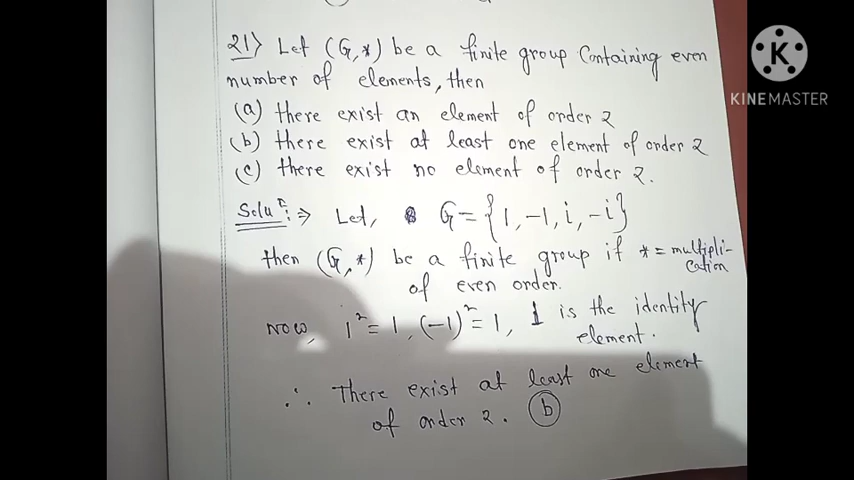 21) Let (G,*) be a finite group Containing even
number of elements, then
(a) there exist an element of order 2
(b) there exist at least one element of order 2
(c) there exist no element of order 2.
Solu⇒ Let, G = {1, -1, i, -i}
then (G,*) be a finite group if * = multipli-
cation
of even order.
Now, 1² = 1, (-1)² = 1, 1 is the identity
element.
∴ There exist at least one element
of order 2. (b)
K
KINEMASTER